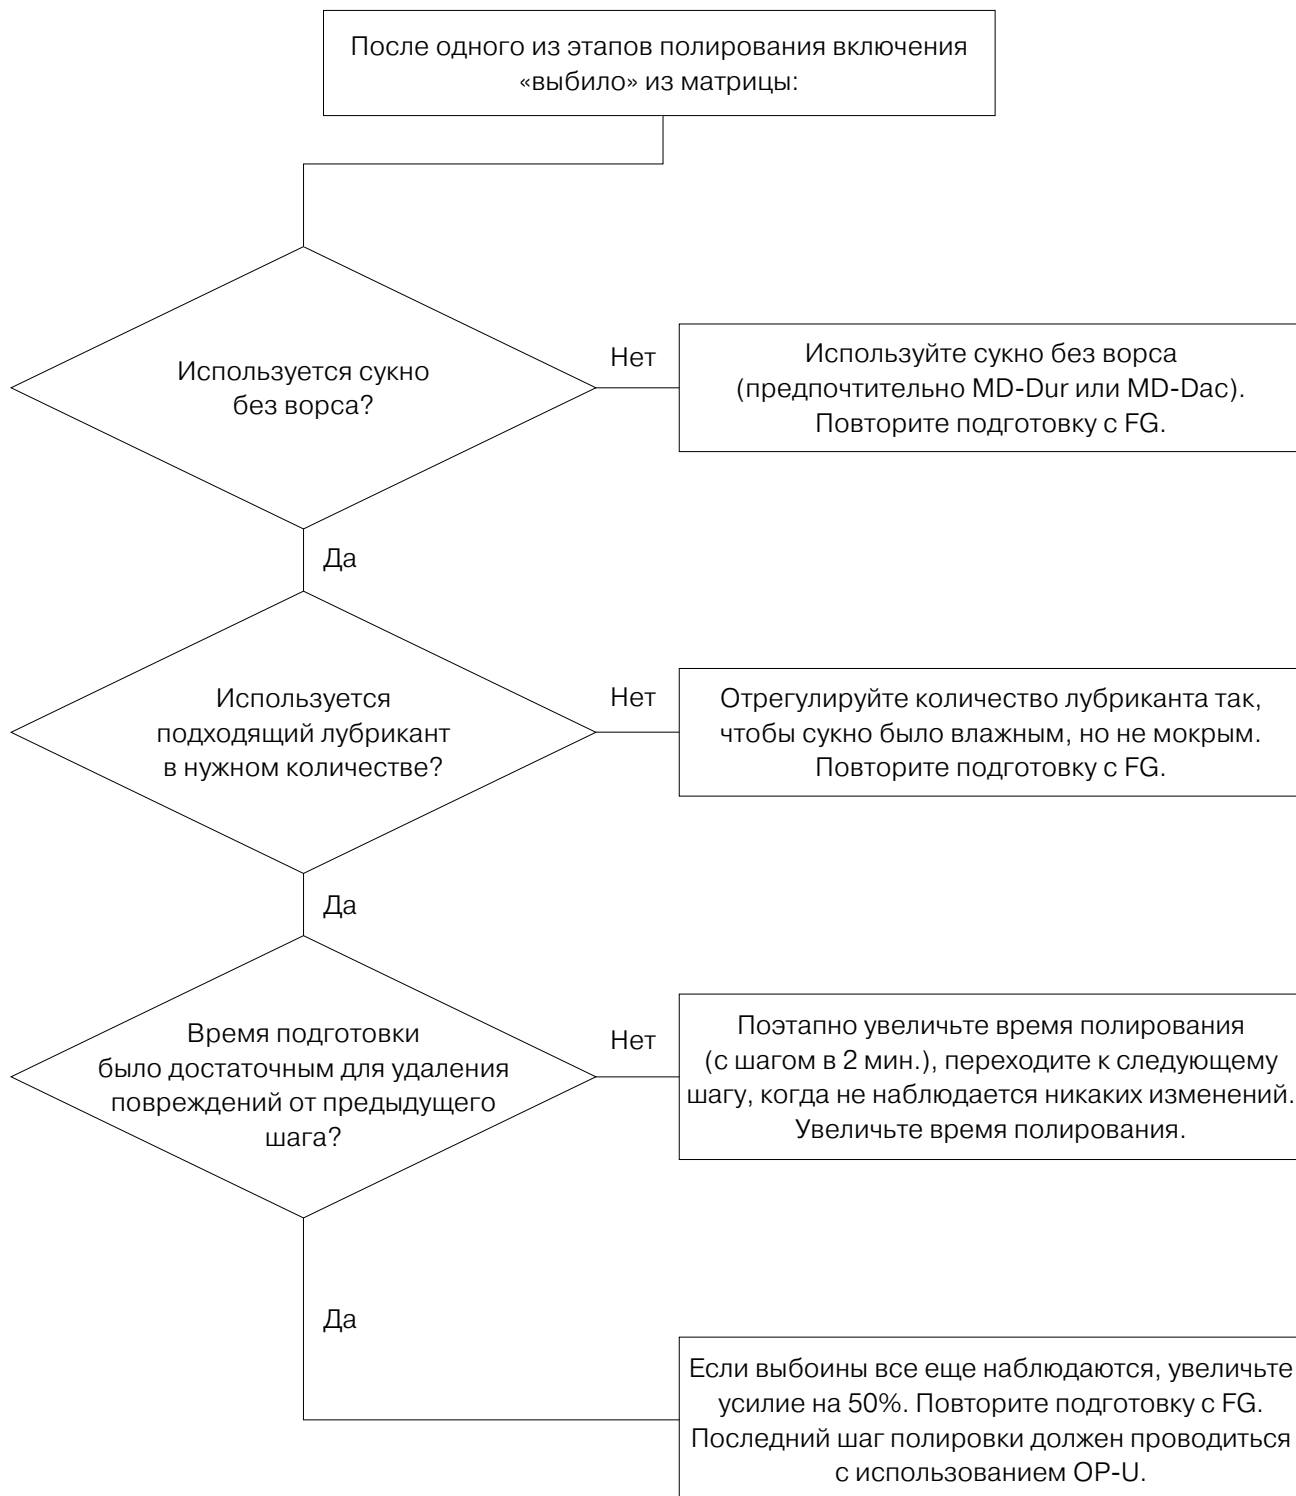 После одного из этапов полирования включения
«выбило» из матрицы:
Используется сукно
без ворса?
Нет
Используйте сукно без ворса
(предпочтительно MD-Dur или MD-Dac).
Повторите подготовку с FG.
Да
Используется
подходящий лубрикант
в нужном количестве?
Нет
Отрегулируйте количество лубриканта так,
чтобы сукно было влажным, но не мокрым.
Повторите подготовку с FG.
Да
Время подготовки
было достаточным для удаления
повреждений от предыдущего
шага?
Нет
Поэтапно увеличьте время полирования
(с шагом в 2 мин.), переходите к следующему
шагу, когда не наблюдается никаких изменений.
Увеличьте время полирования.
Да
Если выбоины все еще наблюдаются, увеличьте
усилие на 50%. Повторите подготовку с FG.
Последний шаг полировки должен проводиться
с использованием OP-U.